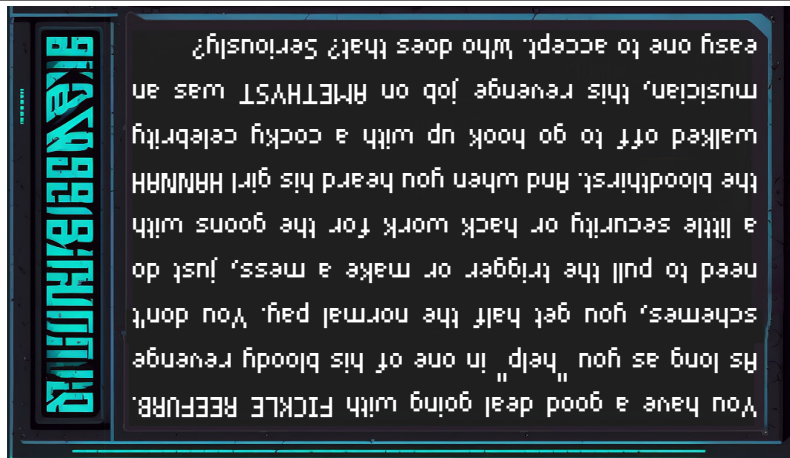 You have a good deal going with FICKLE REEFURB.
As long as you "help" in one of his bloody revenge
schemes, you get half the normal pay. You don't
need to pull the trigger or make a mess, just do
a little security or hack work for the goons with
the bloodthirst. And when you heard his girl HANNAH
walked off to go hook up with a cocky celebrity
musician, this revenge job on AMETHYST was an
easy one to accept. Who does that? Seriously?